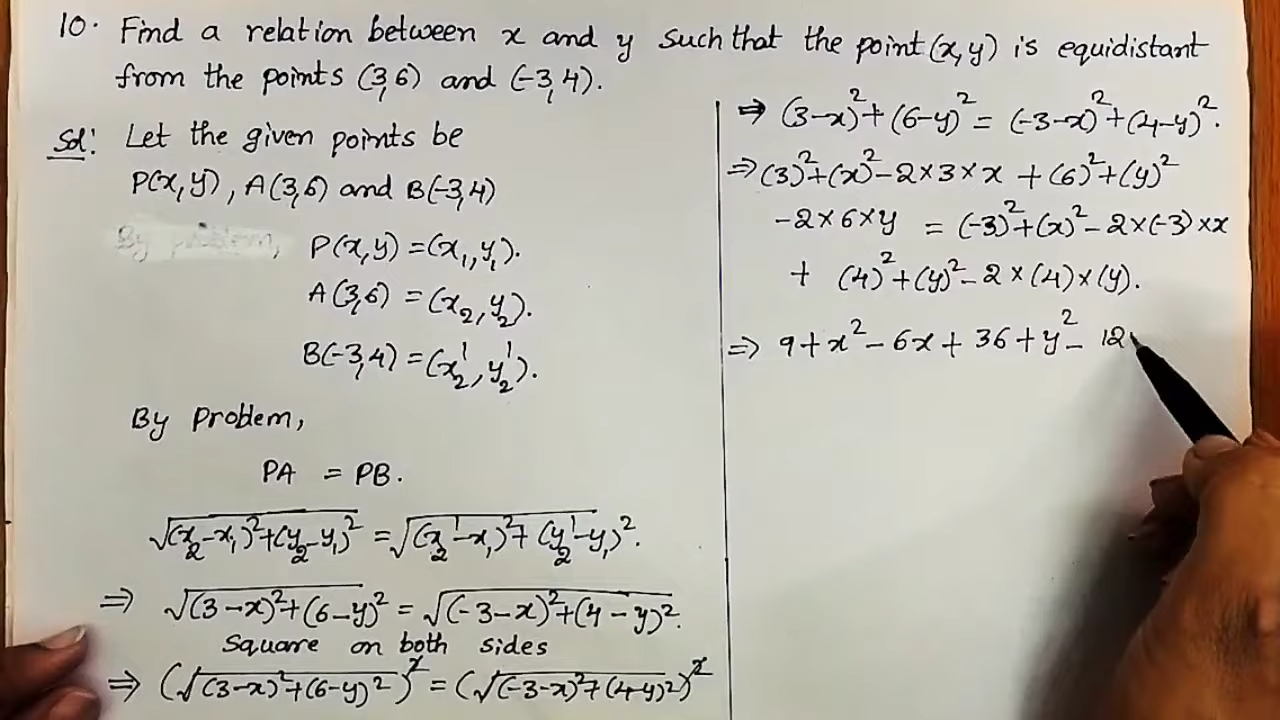 10. Find a relation between x and y such that the point (x,y) is equidistant
from the points (3,6) and (-3,4).
Sol: Let the given points be
P(x,y), A(3,6) and B(-3,4)
By problem, P(x,y) = (x₁,y₁).
A(3,6) = (x₂,y₂).
B(-3,4) = (x₂',y₂').
By problem,
PA = PB.
√(x₂-x₁)²+(y₂-y₁)² = √(x₂'-x₁)²+(y₂'-y₁)².
⇒ √(3-x)²+(6-y)² = √(-3-x)²+(4-y)².
Square on both sides
⇒ (√(3-x)²+(6-y)²)² = (√(-3-x)²+(4-y)²)²
⇒ (3-x)²+(6-y)² = (-3-x)²+(4-y)².
⇒ (3)²+(x)²-2×3×x +(6)²+(y)²
-2×6×y = (-3)²+(x)²-2×(-3)×x
+ (4)²+(y)²-2×(4)×(y).
⇒ 9+x²-6x+36+y²-12